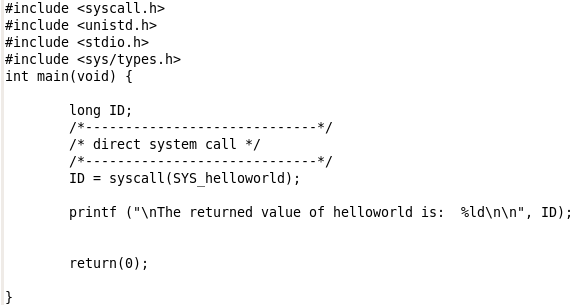 #include <syscall.h>
#include <unistd.h>
#include <stdio.h>
#include <sys/types.h>
int main(void) {
        long ID;
        /*-----------------------------*/
        /* direct system call */
        /*-----------------------------*/
        ID = syscall(SYS_helloworld);
        printf ("\nThe returned value of helloworld is:  %ld\n\n", ID);
        return(0);
}